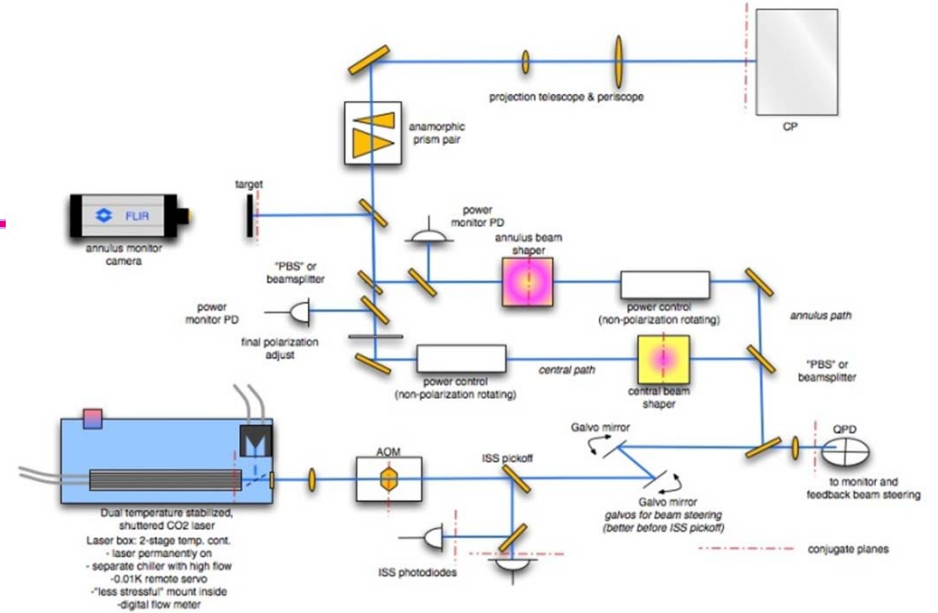 projection telescope & periscope
CP
anamorphic
prism pair
target
FLIR
annulus monitor
camera
power
monitor PD
annulus beam
shaper
"PBS" or
beamsplitter
power control
(non-polarization rotating)
annulus path
power
monitor PD
final polarization
adjust
power control
(non-polarization rotating)
central path
central beam
shaper
"PBS" or
beamsplitter
Galvo mirror
QPD
to monitor and
feedback beam steering
AOM
ISS pickoff
Galvo mirror
galvos for beam steering
(better before ISS pickoff)
Dual temperature stabilized,
shuttered CO2 laser
Laser box: 2-stage temp. cont.
- laser permanently on
- separate chiller with high flow
-0.01K remote servo
-"less stressful" mount inside
-digital flow meter
ISS photodiodes
conjugate planes